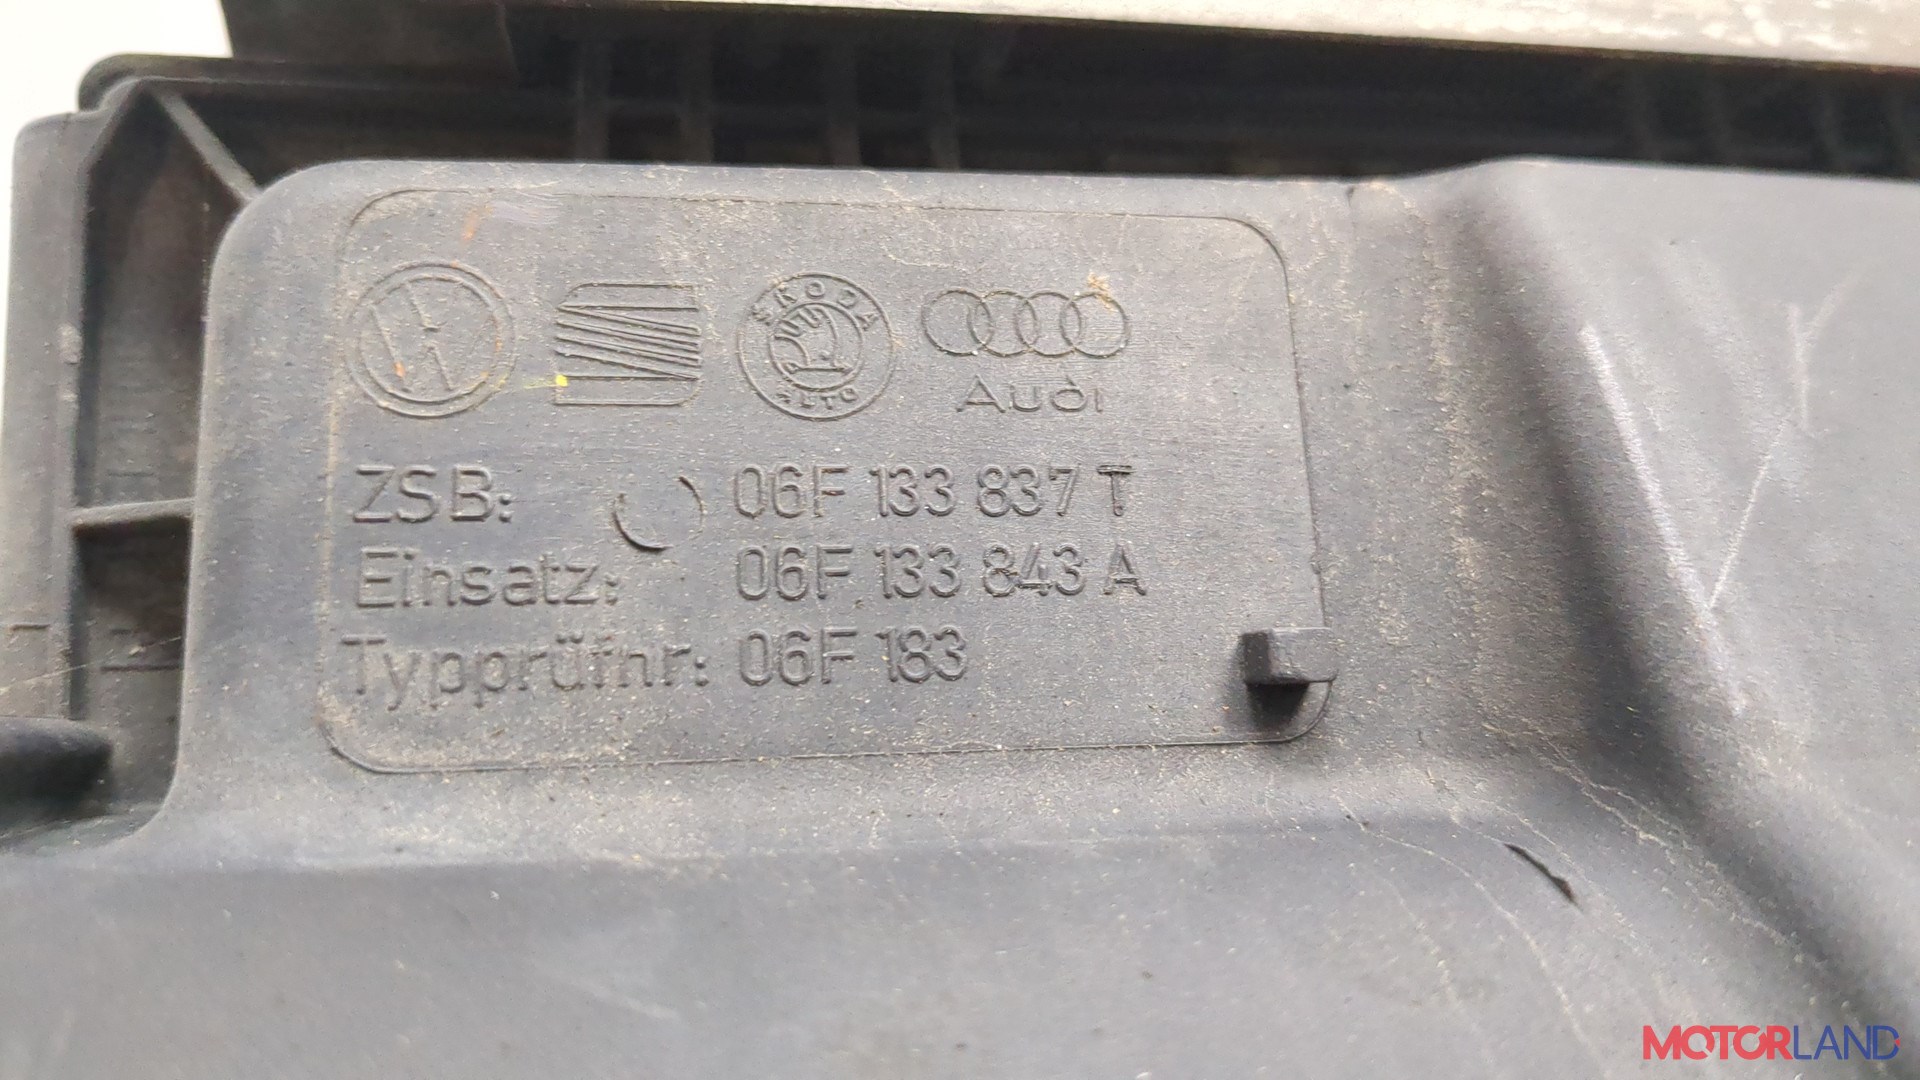 ŠKODA
AUTO
Audi
ZSB: 06F 133 837 T
Einsatz: 06F 133 843 A
Typprüfnr: 06F 183
MOTORLAND